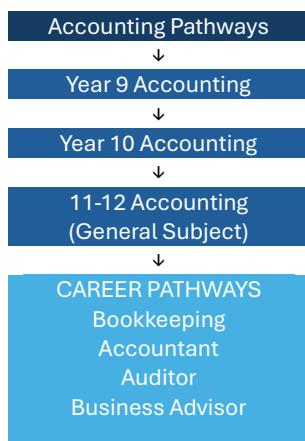 Accounting Pathways
↓
Year 9 Accounting
↓
Year 10 Accounting
↓
11-12 Accounting
(General Subject)
↓
CAREER PATHWAYS
Bookkeeping
Accountant
Auditor
Business Advisor